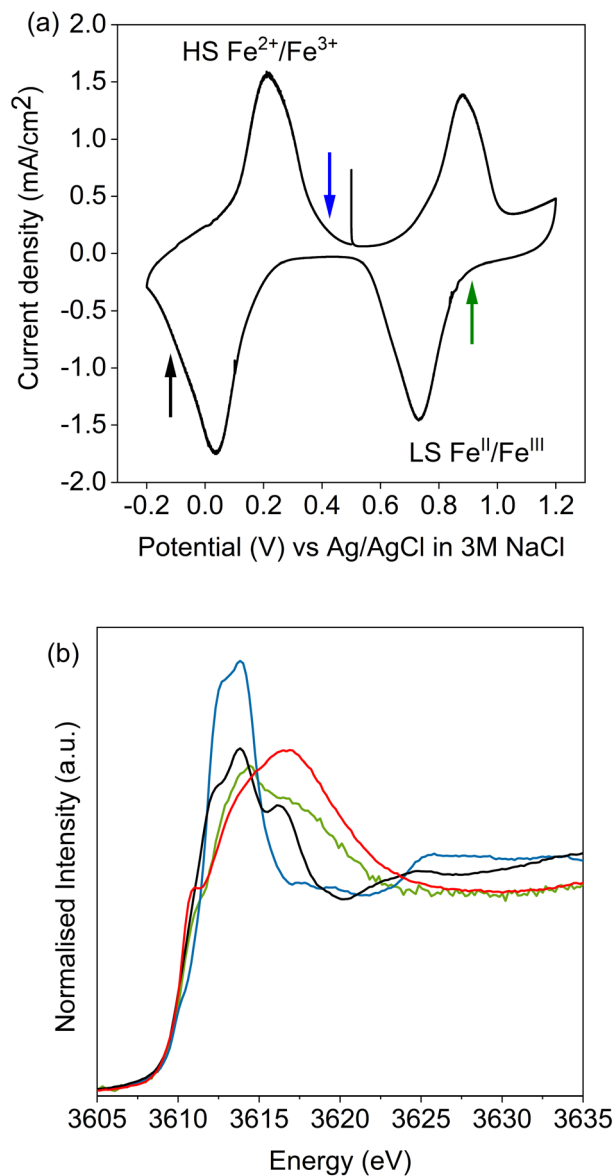 (a)
HS Fe²⁺/Fe³⁺
LS Feᴵᴵ/Feᴵᴵᴵ
Current density (mA/cm²)
2.0
1.5
1.0
0.5
0.0
-0.5
-1.0
-1.5
-2.0
-0.2 0.0 0.2 0.4 0.6 0.8 1.0 1.2
Potential (V) vs Ag/AgCl in 3M NaCl
(b)
Normalised Intensity (a.u.)
3605 3610 3615 3620 3625 3630 3635
Energy (eV)